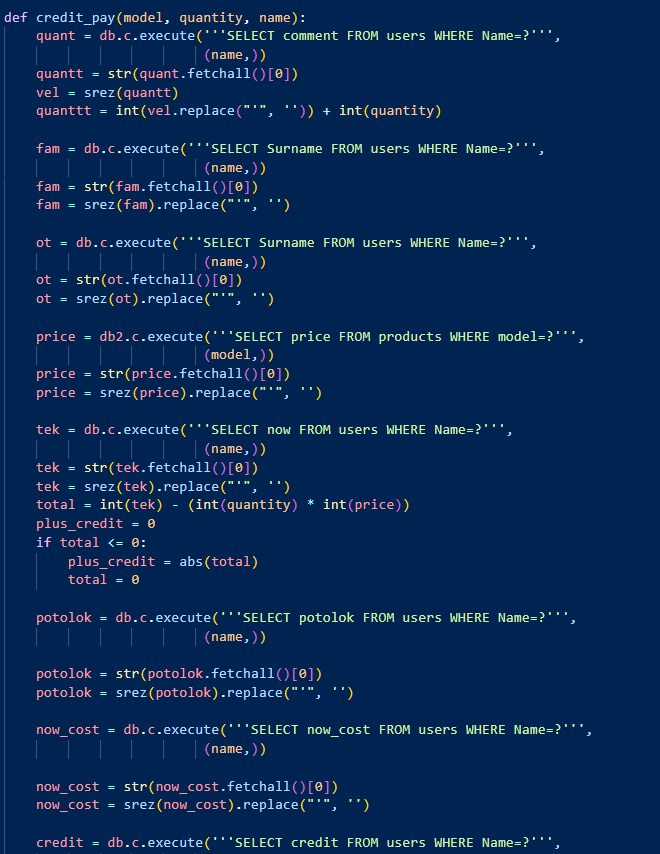 def credit_pay(model, quantity, name):
    quant = db.c.execute('''SELECT comment FROM users WHERE Name=?''',
                         (name,))
    quantt = str(quant.fetchall()[0])
    vel = srez(quantt)
    quanttt = int(vel.replace("'", '')) + int(quantity)

    fam = db.c.execute('''SELECT Surname FROM users WHERE Name=?''',
                         (name,))
    fam = str(fam.fetchall()[0])
    fam = srez(fam).replace("'", '')

    ot = db.c.execute('''SELECT Surname FROM users WHERE Name=?''',
                         (name,))
    ot = str(ot.fetchall()[0])
    ot = srez(ot).replace("'", '')

    price = db2.c.execute('''SELECT price FROM products WHERE model=?''',
                         (model,))
    price = str(price.fetchall()[0])
    price = srez(price).replace("'", '')

    tek = db.c.execute('''SELECT now FROM users WHERE Name=?''',
                         (name,))
    tek = str(tek.fetchall()[0])
    tek = srez(tek).replace("'", '')
    total = int(tek) - (int(quantity) * int(price))
    plus_credit = 0
    if total <= 0:
        plus_credit = abs(total)
        total = 0

    potolok = db.c.execute('''SELECT potolok FROM users WHERE Name=?''',
                         (name,))

    potolok = str(potolok.fetchall()[0])
    potolok = srez(potolok).replace("'", '')

    now_cost = db.c.execute('''SELECT now_cost FROM users WHERE Name=?''',
                         (name,))

    now_cost = str(now_cost.fetchall()[0])
    now_cost = srez(now_cost).replace("'", '')

    credit = db.c.execute('''SELECT credit FROM users WHERE Name=?''',